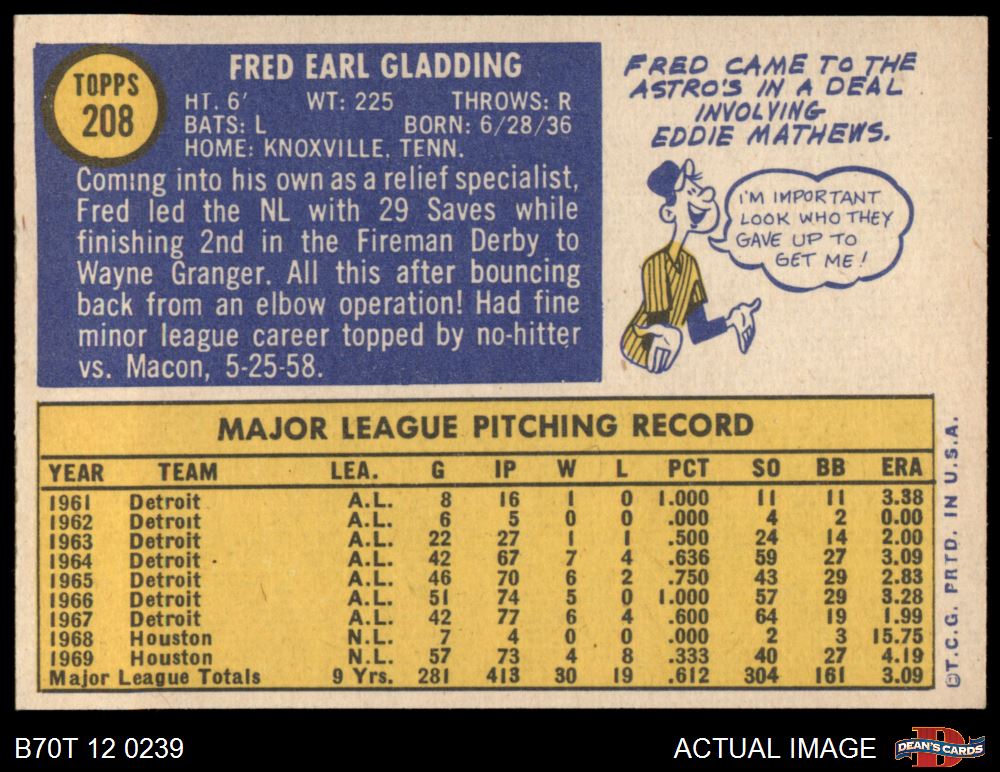 TOPPS
208
FRED EARL GLADDING
HT. 6' WT: 225 THROWS: R
BATS: L BORN: 6/28/36
HOME: KNOXVILLE, TENN.
Coming into his own as a relief specialist,
Fred led the NL with 29 Saves while
finishing 2nd in the Fireman Derby to
Wayne Granger. All this after bouncing
back from an elbow operation! Had fine
minor league career topped by no-hitter
vs. Macon, 5-25-58.
FRED CAME TO THE
ASTRO'S IN A DEAL
INVOLVING
EDDIE MATHEWS.
I'M IMPORTANT
LOOK WHO THEY
GAVE UP TO
GET ME!
MAJOR LEAGUE PITCHING RECORD
YEAR TEAM LEA. G IP W L PCT SO BB ERA
1961 Detroit A.L. 8 16 1 0 1.000 11 11 3.38
1962 Detroit A.L. 6 5 0 0 .000 4 2 0.00
1963 Detroit A.L. 22 27 1 1 .500 24 14 2.00
1964 Detroit A.L. 42 67 7 4 .636 59 27 3.09
1965 Detroit A.L. 46 70 6 2 .750 43 29 2.83
1966 Detroit A.L. 51 74 5 0 1.000 57 29 3.28
1967 Detroit A.L. 42 77 6 4 .600 64 19 1.99
1968 Houston N.L. 7 4 0 0 .000 2 3 15.75
1969 Houston N.L. 57 73 4 8 .333 40 27 4.19
Major League Totals 9 Yrs. 281 413 30 19 .612 304 161 3.09
©T.C.G. PRTD. IN U.S.A.
B70T 12 0239
ACTUAL IMAGE
D
DEAN'S CARDS